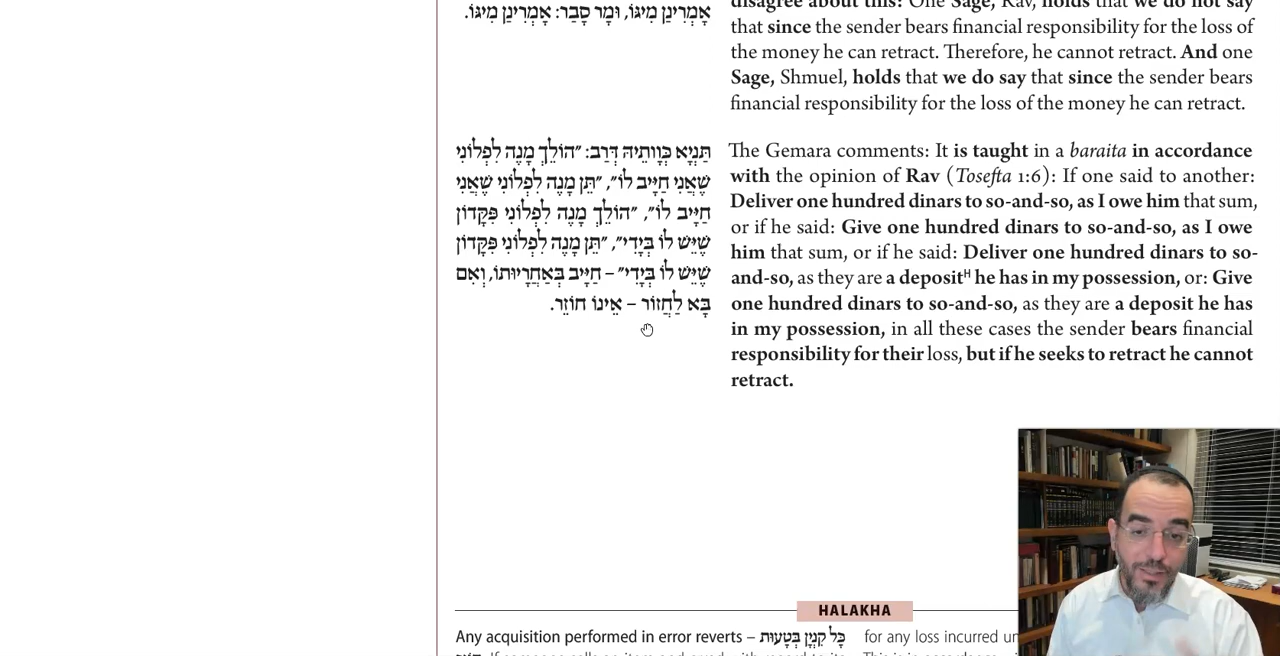 אָמְרִינַן מִיגּוֹ, וּמָר סָבַר: אָמְרִינַן מִיגּוֹ.
תַּנְיָא כְּוָותֵיהּ דְּרַב: ״הוֹלֵךְ מָנֶה לִפְלוֹנִי
שֶׁאֲנִי חַיָּיב לוֹ״, ״תֵּן מָנֶה לִפְלוֹנִי שֶׁאֲנִי
חַיָּיב לוֹ״, ״הוֹלֵךְ מָנֶה לִפְלוֹנִי פִּקָּדוֹן
שֶׁיֵּשׁ לוֹ בְּיָדִי״, ״תֵּן מָנֶה לִפְלוֹנִי פִּקָּדוֹן
שֶׁיֵּשׁ לוֹ בְּיָדִי״ – חַיָּיב בְּאַחֲרָיוּתוֹ, וְאִם
בָּא לַחֲזוֹר – אֵינוֹ חוֹזֵר.
disagree about this: One Sage, Rav, holds that we do not say
that since the sender bears financial responsibility for the loss of
the money he can retract. Therefore, he cannot retract. And one
Sage, Shmuel, holds that we do say that since the sender bears
financial responsibility for the loss of the money he can retract.
The Gemara comments: It is taught in a baraita in accordance
with the opinion of Rav (Tosefta 1:6): If one said to another:
Deliver one hundred dinars to so-and-so, as I owe him that sum,
or if he said: Give one hundred dinars to so-and-so, as I owe
him that sum, or if he said: Deliver one hundred dinars to so-
and-so, as they are a deposit^H he has in my possession, or: Give
one hundred dinars to so-and-so, as they are a deposit he has
in my possession, in all these cases the sender bears financial
responsibility for their loss, but if he seeks to retract he cannot
retract.
HALAKHA
Any acquisition performed in error reverts – כָּל קִנְיָן בְּטָעוּת
for any loss incurred un